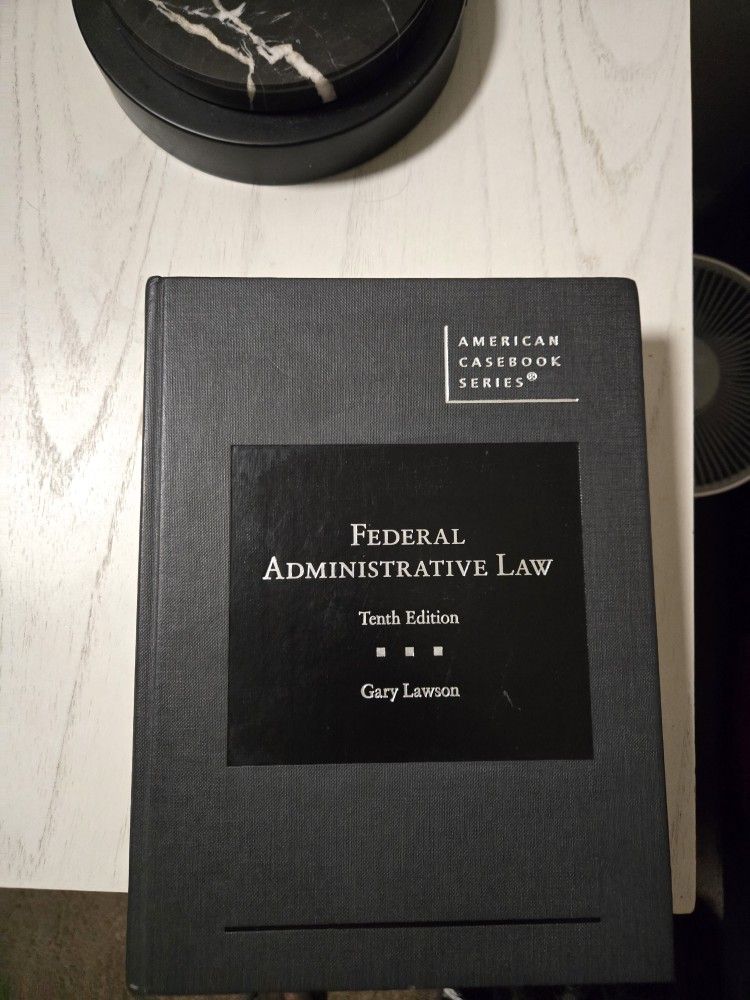 AMERICAN
CASEBOOK
SERIES®
FEDERAL
ADMINISTRATIVE LAW
Tenth Edition
Gary Lawson